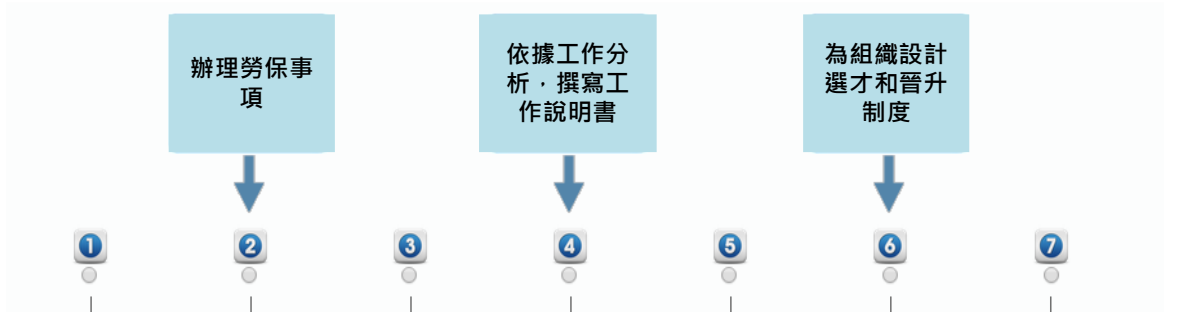 辦理勞保事
項
依據工作分
析，撰寫工
作說明書
為組織設計
選才和晉升
制度
1 2 3 4 5 6 7